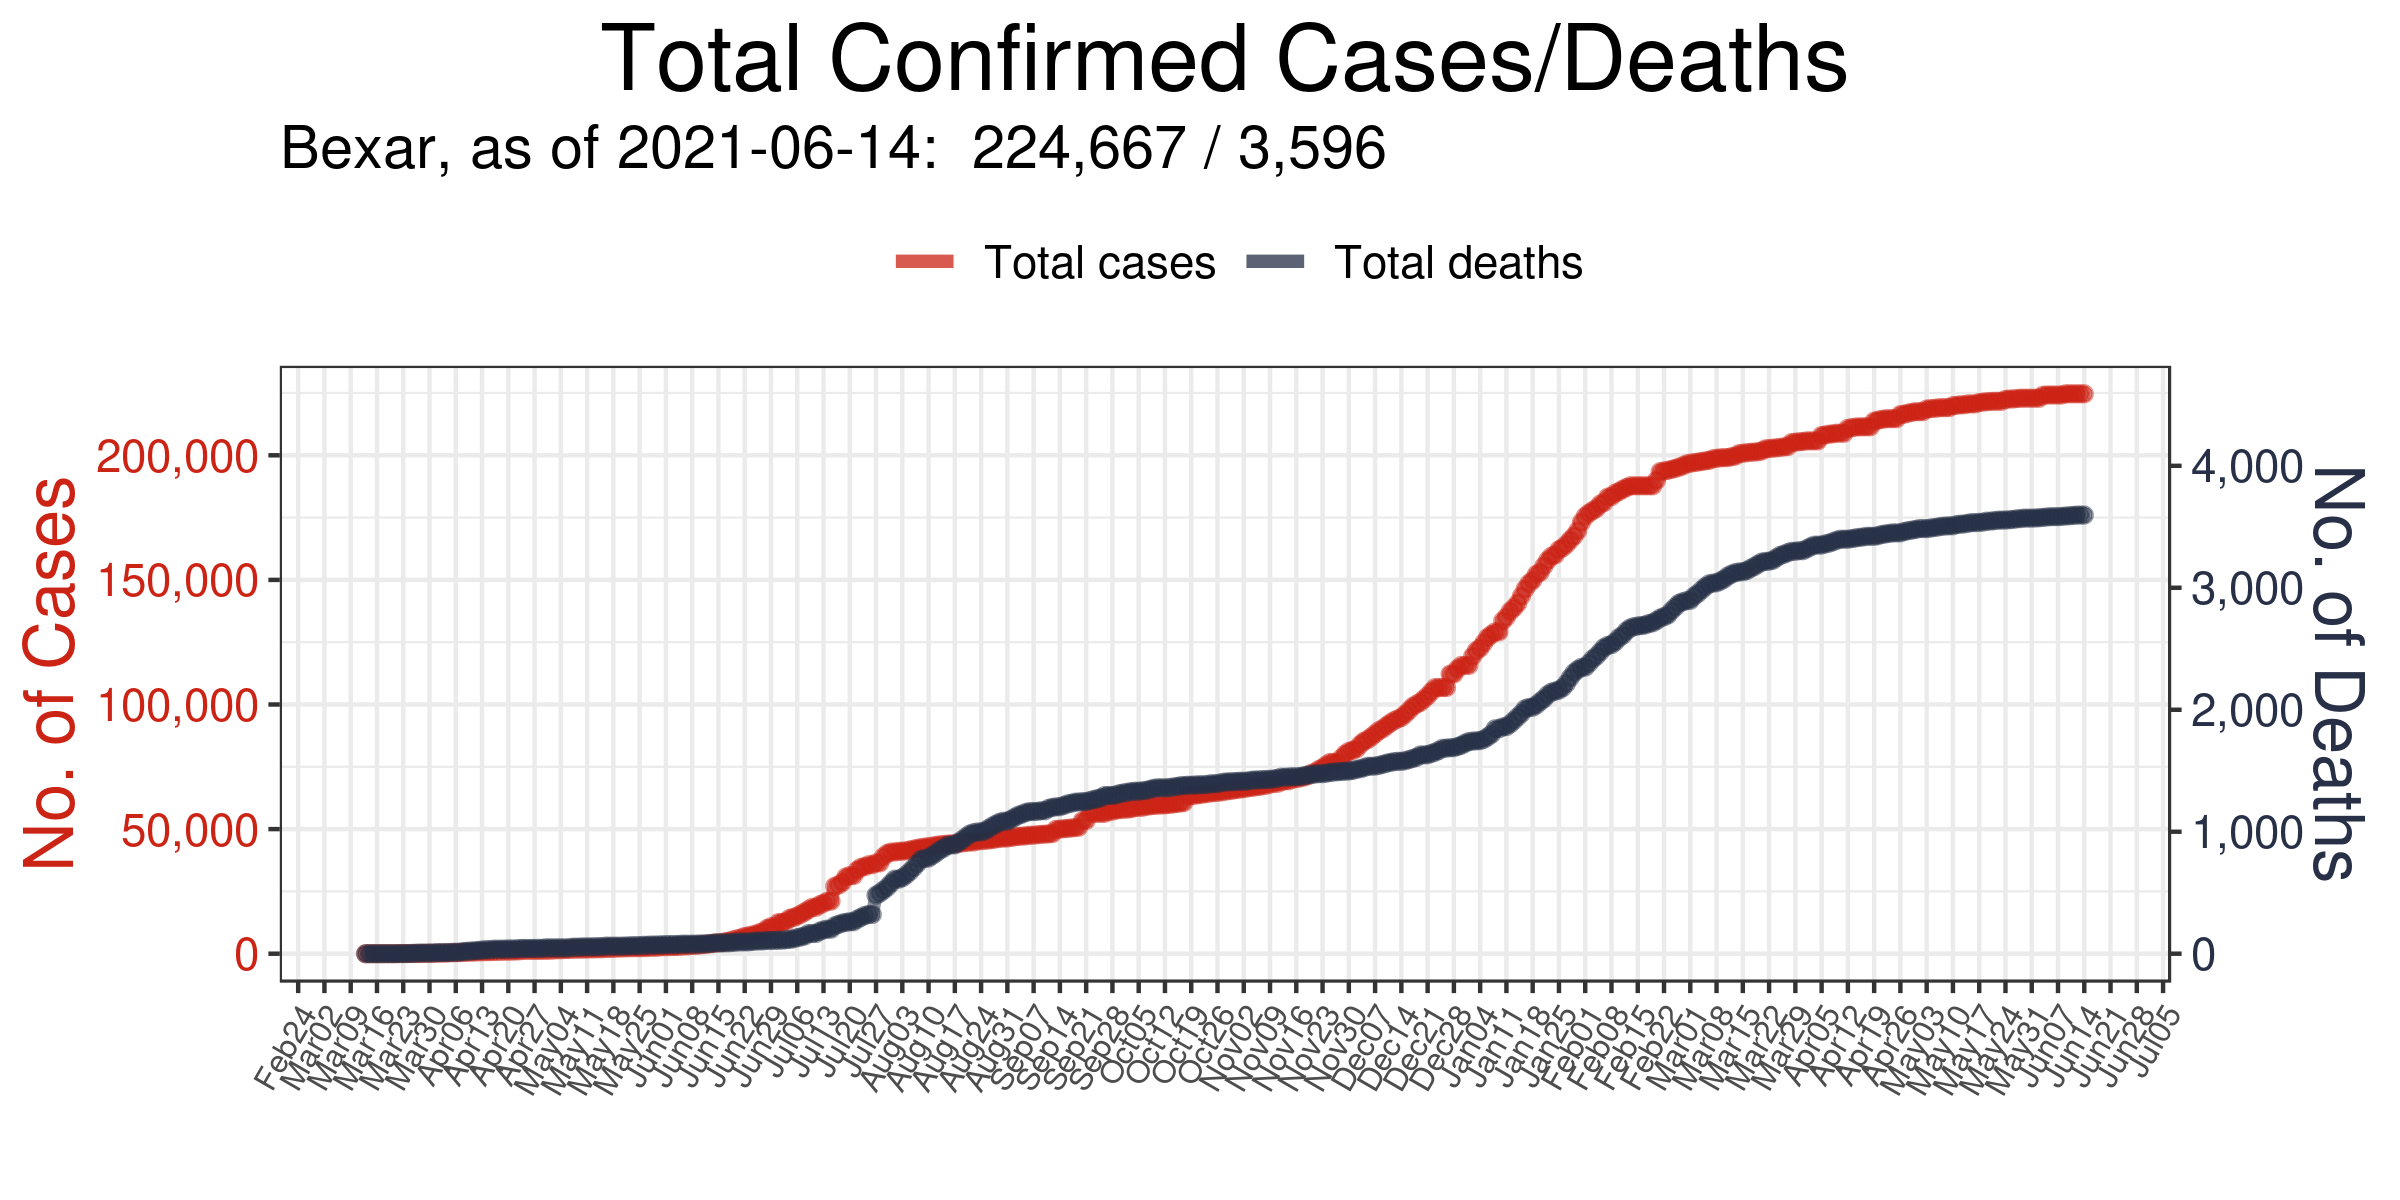 Total Confirmed Cases/Deaths
Bexar, as of 2021-06-14: 224,667 / 3,596
Total cases
Total deaths
No. of Cases
200,000
150,000
100,000
50,000
0
4,000
3,000
2,000
1,000
0
No. of Deaths
Feb24
Mar02
Mar09
Mar16
Mar23
Mar30
Apr06
Apr13
Apr20
Apr27
May04
May11
May18
May25
Jun01
Jun08
Jun15
Jun22
Jun29
Jul06
Jul13
Jul20
Jul27
Aug03
Aug10
Aug17
Aug24
Aug31
Sep07
Sep14
Sep21
Sep28
Oct05
Oct12
Oct19
Oct26
Nov02
Nov09
Nov16
Nov23
Nov30
Dec07
Dec14
Dec21
Dec28
Jan04
Jan11
Jan18
Jan25
Feb01
Feb08
Feb15
Feb22
Mar01
Mar08
Mar15
Mar22
Mar29
Apr05
Apr12
Apr19
Apr26
May03
May10
May17
May24
May31
Jun07
Jun14
Jun21
Jun28
Jul05